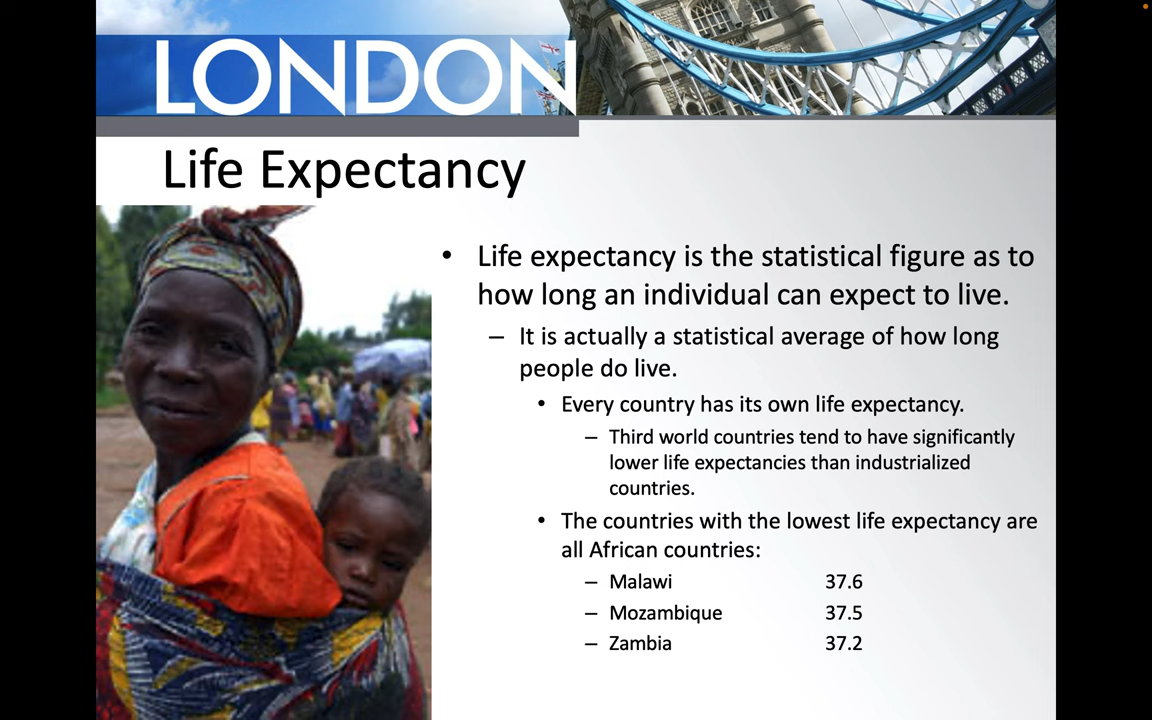 LONDON
Life Expectancy
• Life expectancy is the statistical figure as to
how long an individual can expect to live.
– It is actually a statistical average of how long
people do live.
• Every country has its own life expectancy.
– Third world countries tend to have significantly
lower life expectancies than industrialized
countries.
• The countries with the lowest life expectancy are
all African countries:
– Malawi 37.6
– Mozambique 37.5
– Zambia 37.2